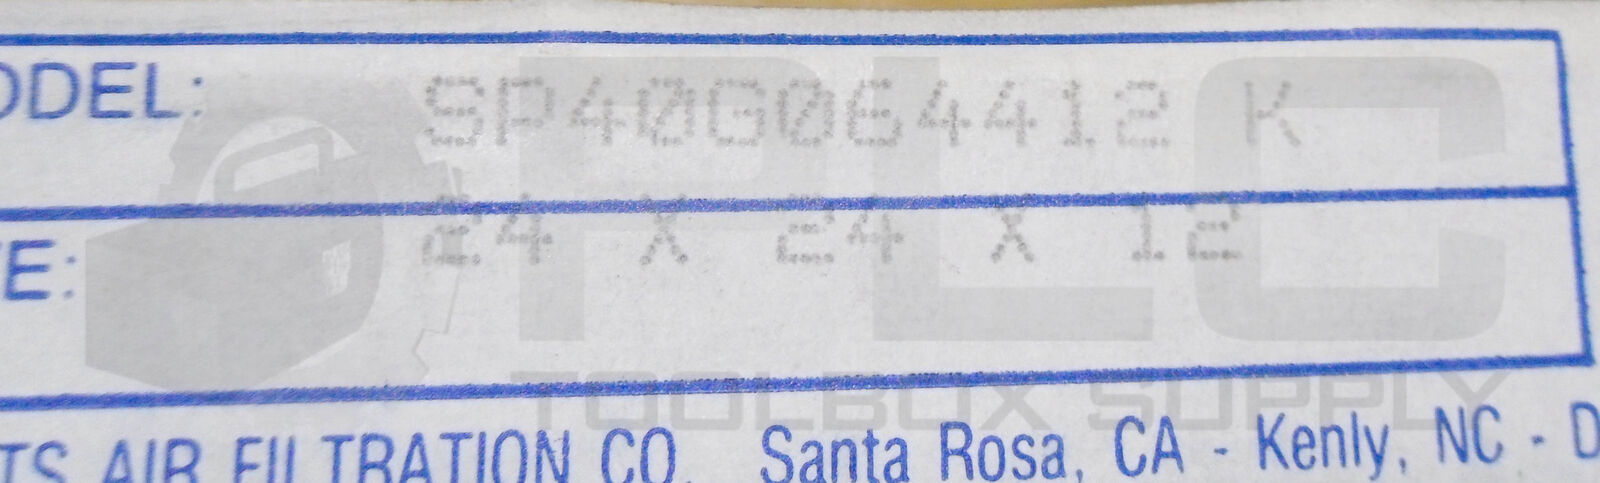 ODEL: SP40G064412 K
E: 24 X 24 X 12
PLC
TOOLBOX SUPPLY
TS AIR FILTRATION CO. Santa Rosa, CA - Kenly, NC - D